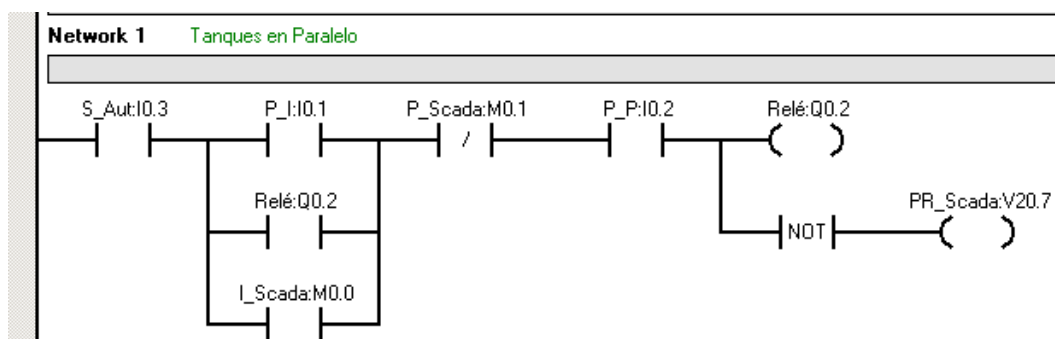 Network 1 Tanques en Paralelo
S_Aut:I0.3 P_I:I0.1 P_Scada:M0.1 P_P:I0.2 Relé:Q0.2
/
Relé:Q0.2 PR_Scada:V20.7
NOT
I_Scada:M0.0